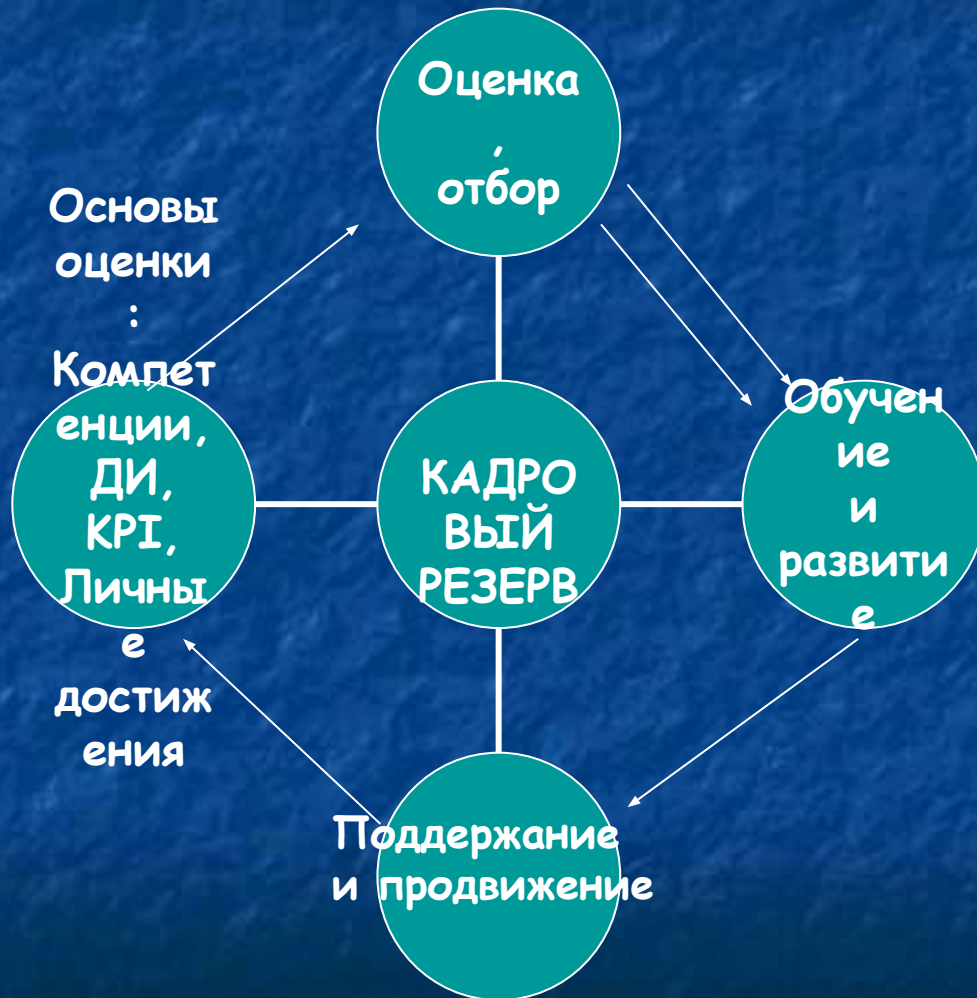 Оценка
,
отбор
Основы
оценки
:
Компет
енции,
ДИ,
KPI,
Личны
е
достиж
ения
КАДРО
ВЫЙ
РЕЗЕРВ
Обучен
ие
и
развити
е
Поддержание
и продвижение